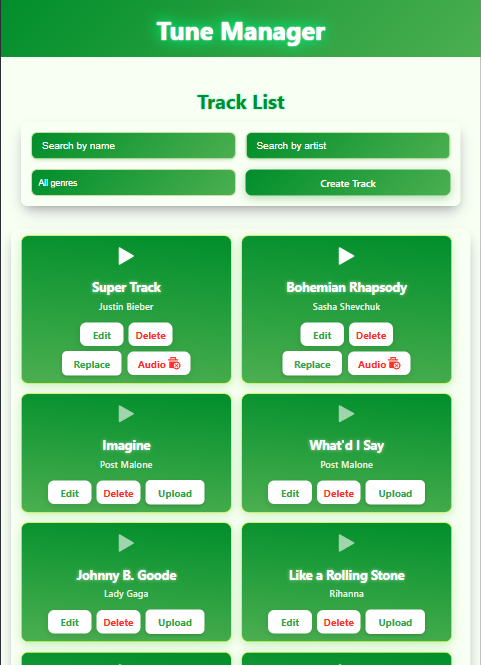 Tune Manager
Track List
Search by name Search by artist
All genres Create Track
Super Track Bohemian Rhapsody
Justin Bieber Sasha Shevchuk
Edit Delete Edit Delete
Replace Audio Replace Audio
Imagine What'd I Say
Post Malone Post Malone
Edit Delete Upload Edit Delete Upload
Johnny B. Goode Like a Rolling Stone
Lady Gaga Rihanna
Edit Delete Upload Edit Delete Upload